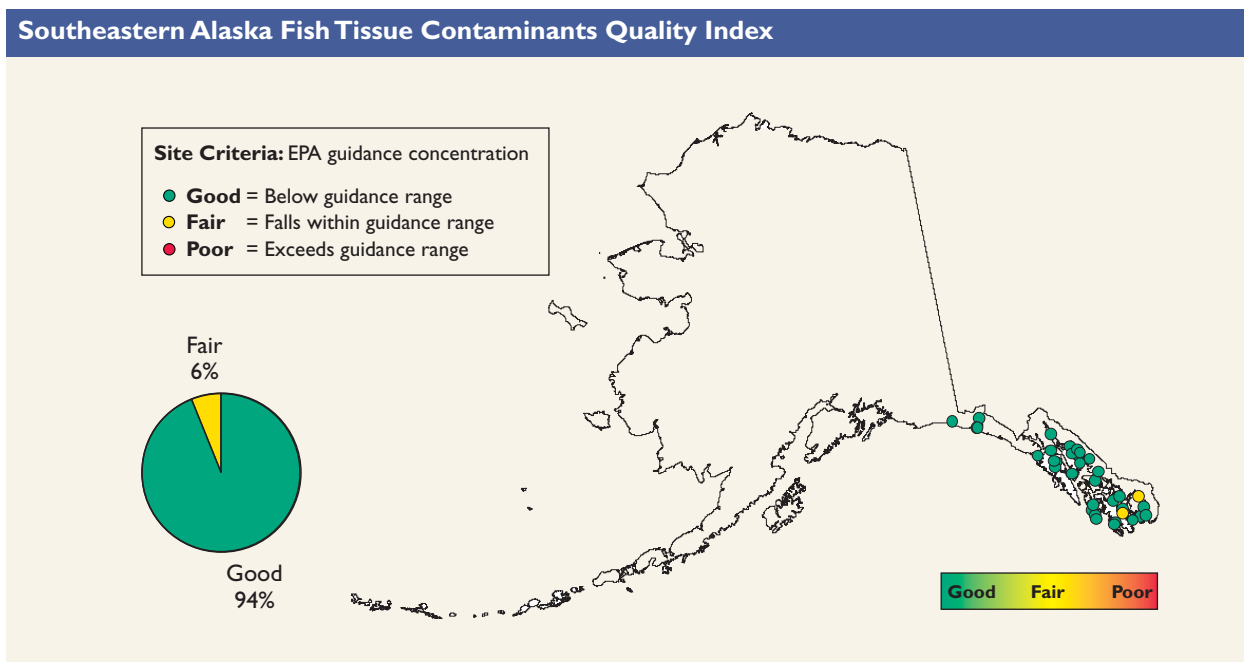 Southeastern Alaska Fish Tissue Contaminants Quality Index
Site Criteria: EPA guidance concentration
Good = Below guidance range
Fair = Falls within guidance range
Poor = Exceeds guidance range
Fair
6%
Good
94%
Good Fair Poor